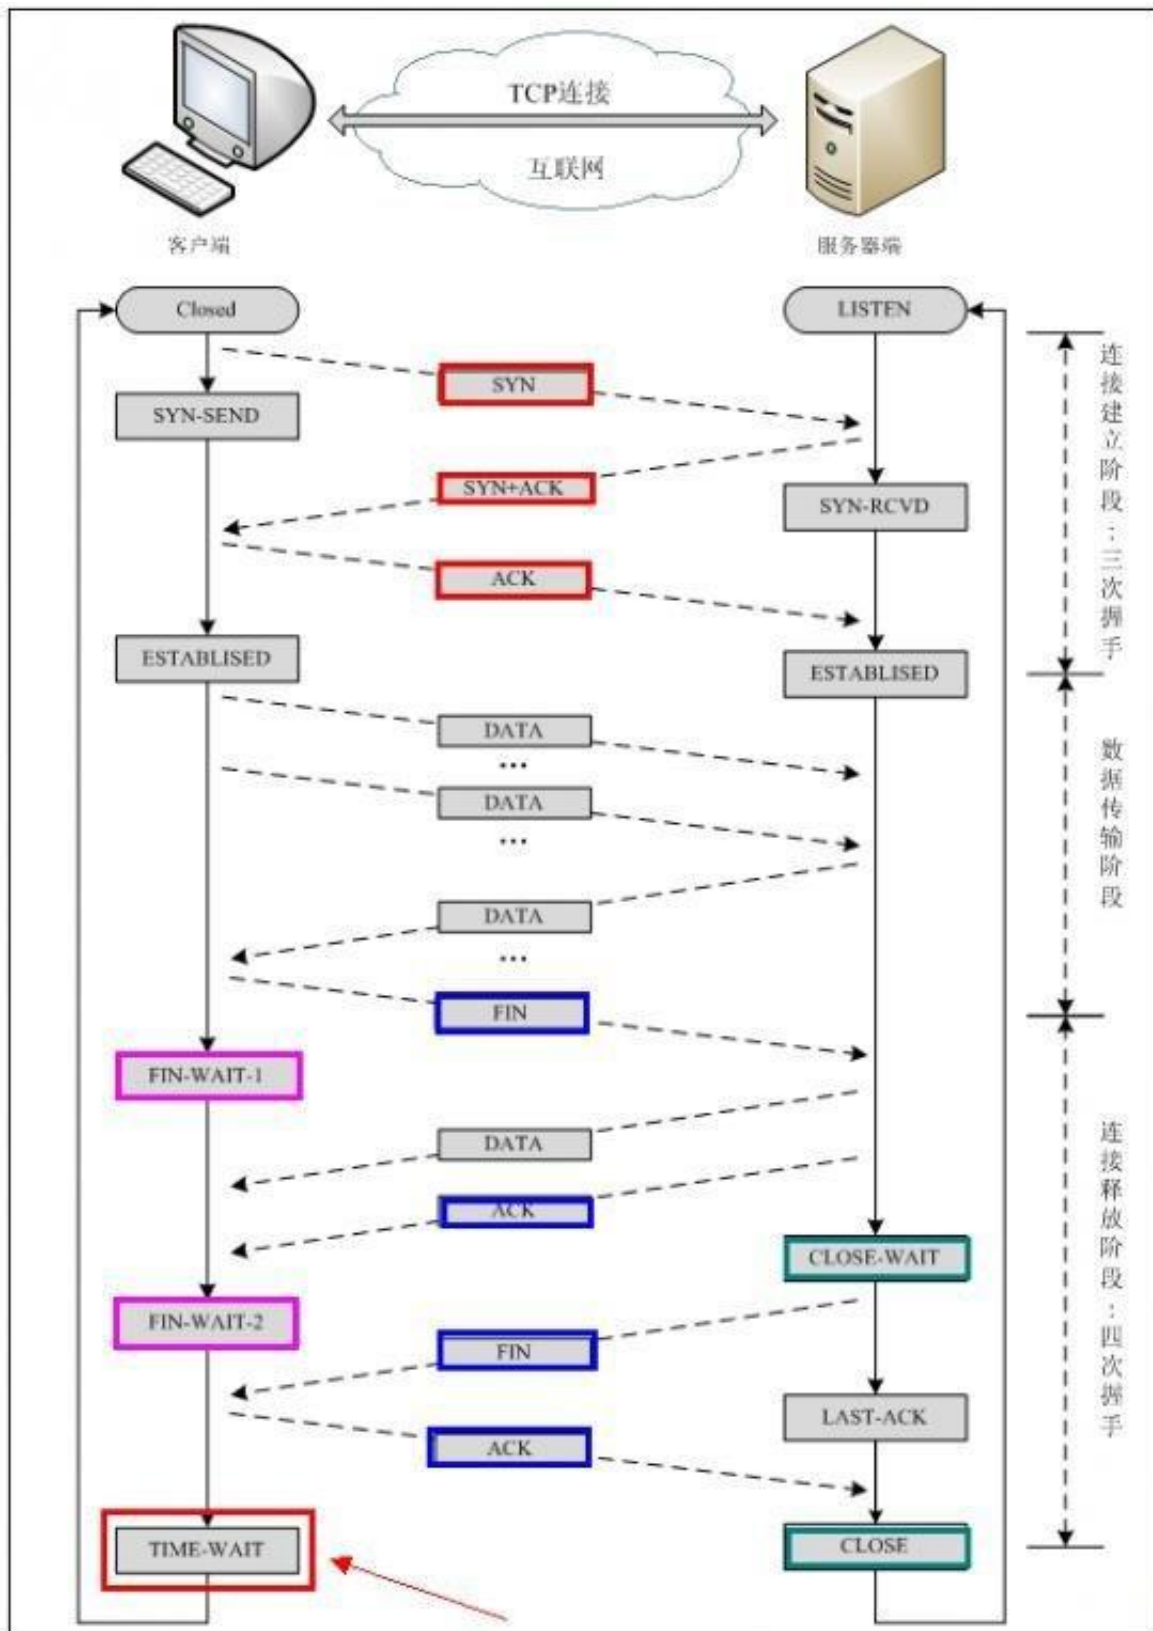 TCP连接
互联网
客户端
服务器端
Closed
LISTEN
SYN
SYN-SEND
SYN+ACK
SYN-RCVD
ACK
ESTABLISED
ESTABLISED
连接建立阶段：三次握手
DATA
...
DATA
...
DATA
...
数据传输阶段
FIN
FIN-WAIT-1
DATA
ACK
CLOSE-WAIT
FIN-WAIT-2
FIN
LAST-ACK
ACK
TIME-WAIT
CLOSE
连接释放阶段：四次握手